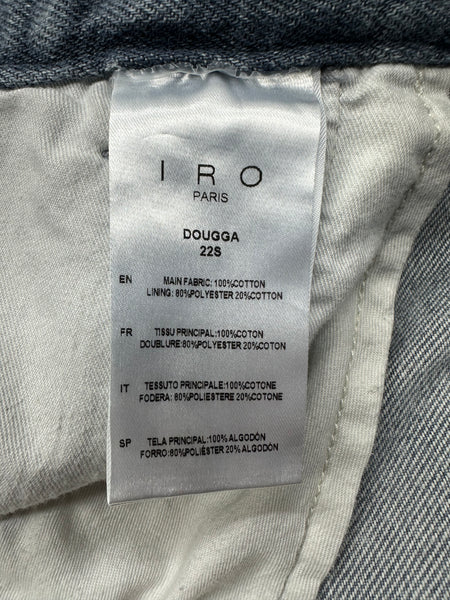 IRO
PARIS
DOUGGA
22S
EN MAIN FABRIC: 100%COTTON
LINING: 80%POLYESTER 20%COTTON
FR TISSU PRINCIPAL:100%COTON
DOUBLURE:80%POLYESTER 20%COTON
IT TESSUTO PRINCIPALE:100%COTONE
FODERA: 80%POLIESTERE 20%COTONE
SP TELA PRINCIPAL:100% ALGODÓN
FORRO:80%POLIÉSTER 20%ALGODÓN